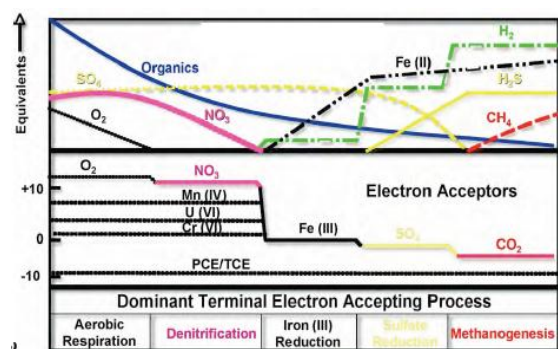 H₂
Fe (II)
SO₄
Organics
H₂S
O₂
NO₃
CH₄
Equivalents
O₂
NO₃
Electron Acceptors
+10
Mn (IV)
U (VI)
Cr (VI)
0
Fe (III)
SO₄
CO₂
-10
PCE/TCE
Dominant Terminal Electron Accepting Process
Aerobic
Respiration
Denitrification
Iron (III)
Reduction
Sulfate
Reduction
Methanogenesis